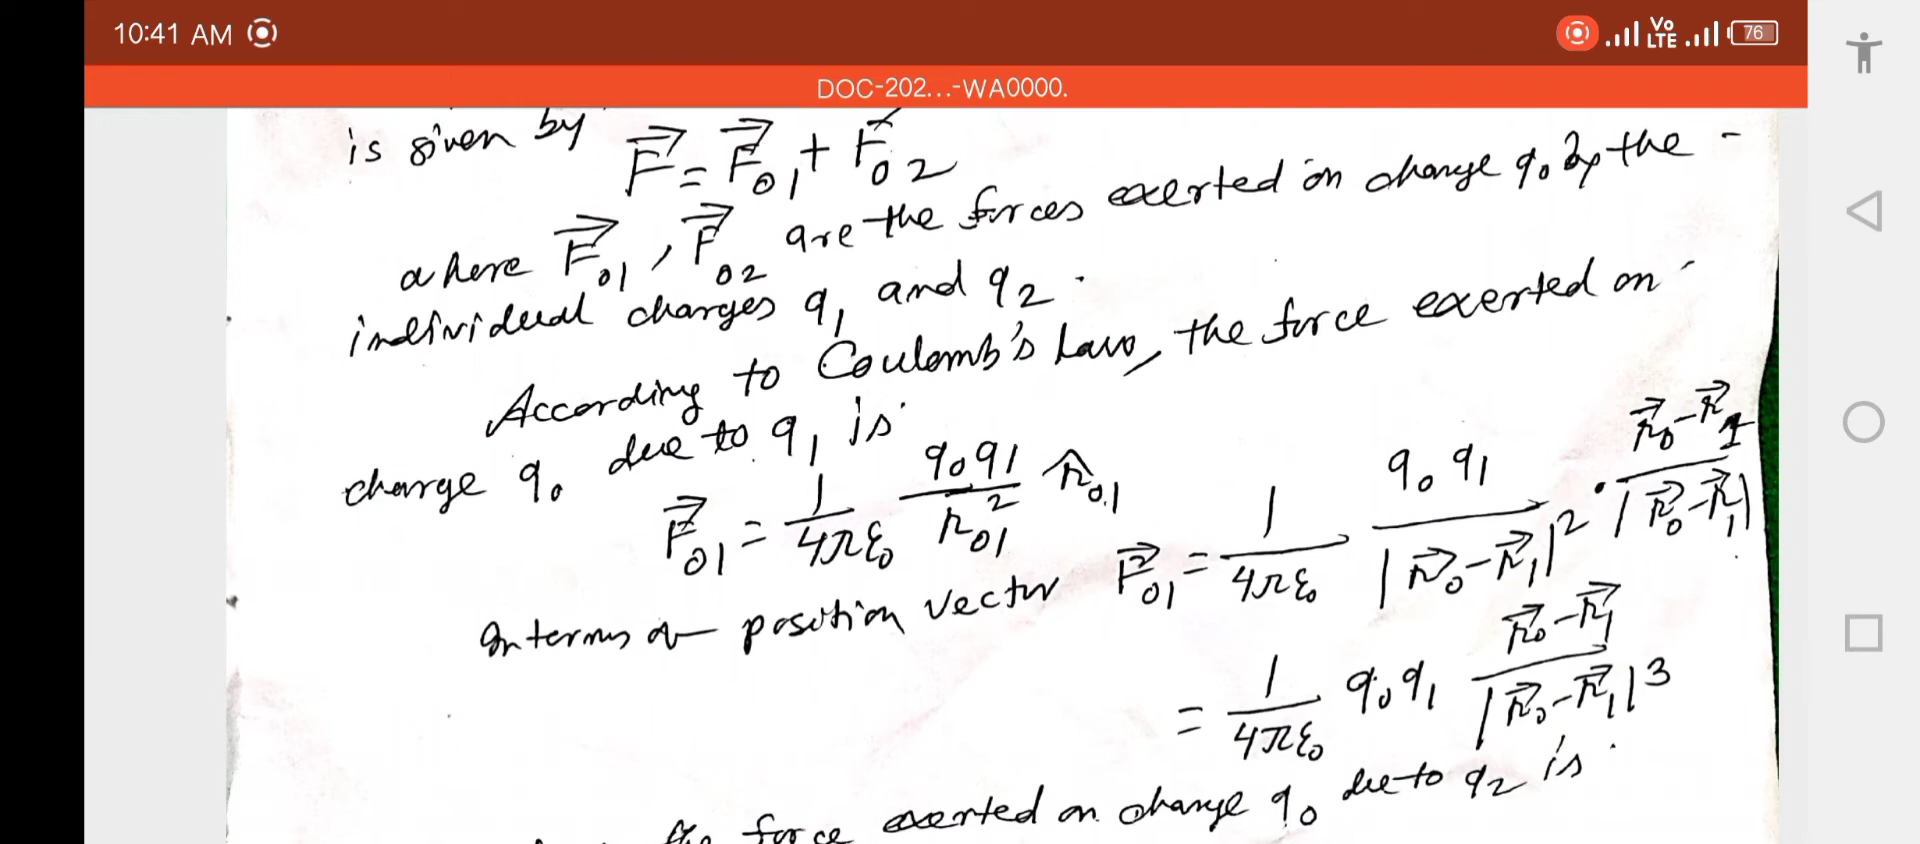 10:41 AM
Vo LTE
76
DOC-202...-WA0000.
is given by F⃗ = F⃗₀₁ + F⃗₀₂
where F⃗₀₁, F⃗₀₂ are the forces exerted on charge q₀ by the
individual charges q₁ and q₂.
According to Coulomb's Law, the force exerted on
charge q₀ due to q₁ is
F⃗₀₁ = 1/4πε₀ q₀q₁/r₀₁² r̂₀₁
In terms of position vector F⃗₀₁ = 1/4πε₀ q₀q₁/|r⃗₀-r⃗₁|² · r⃗₀-r⃗₁/|r⃗₀-r⃗₁|
= 1/4πε₀ q₀q₁ r⃗₀-r⃗₁/|r⃗₀-r⃗₁|³
the force exerted on charge q₀ due to q₂ is